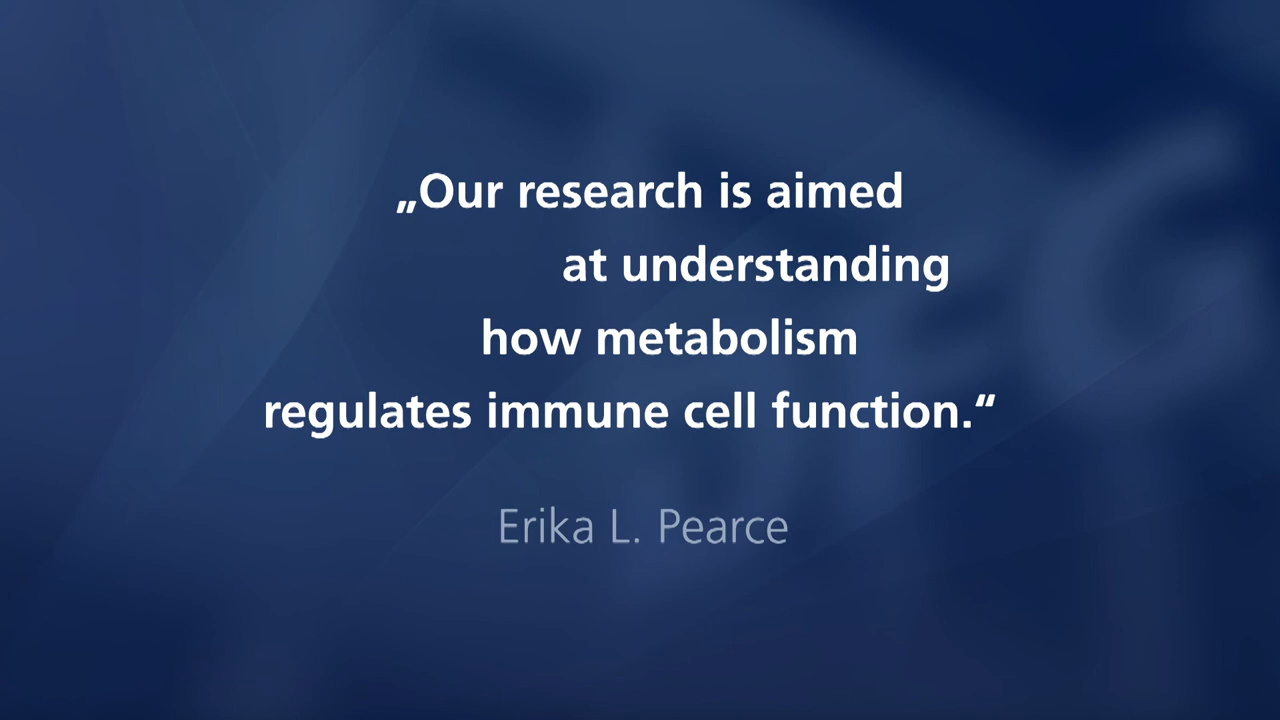 „Our research is aimed
at understanding
how metabolism
regulates immune cell function.“
Erika L. Pearce